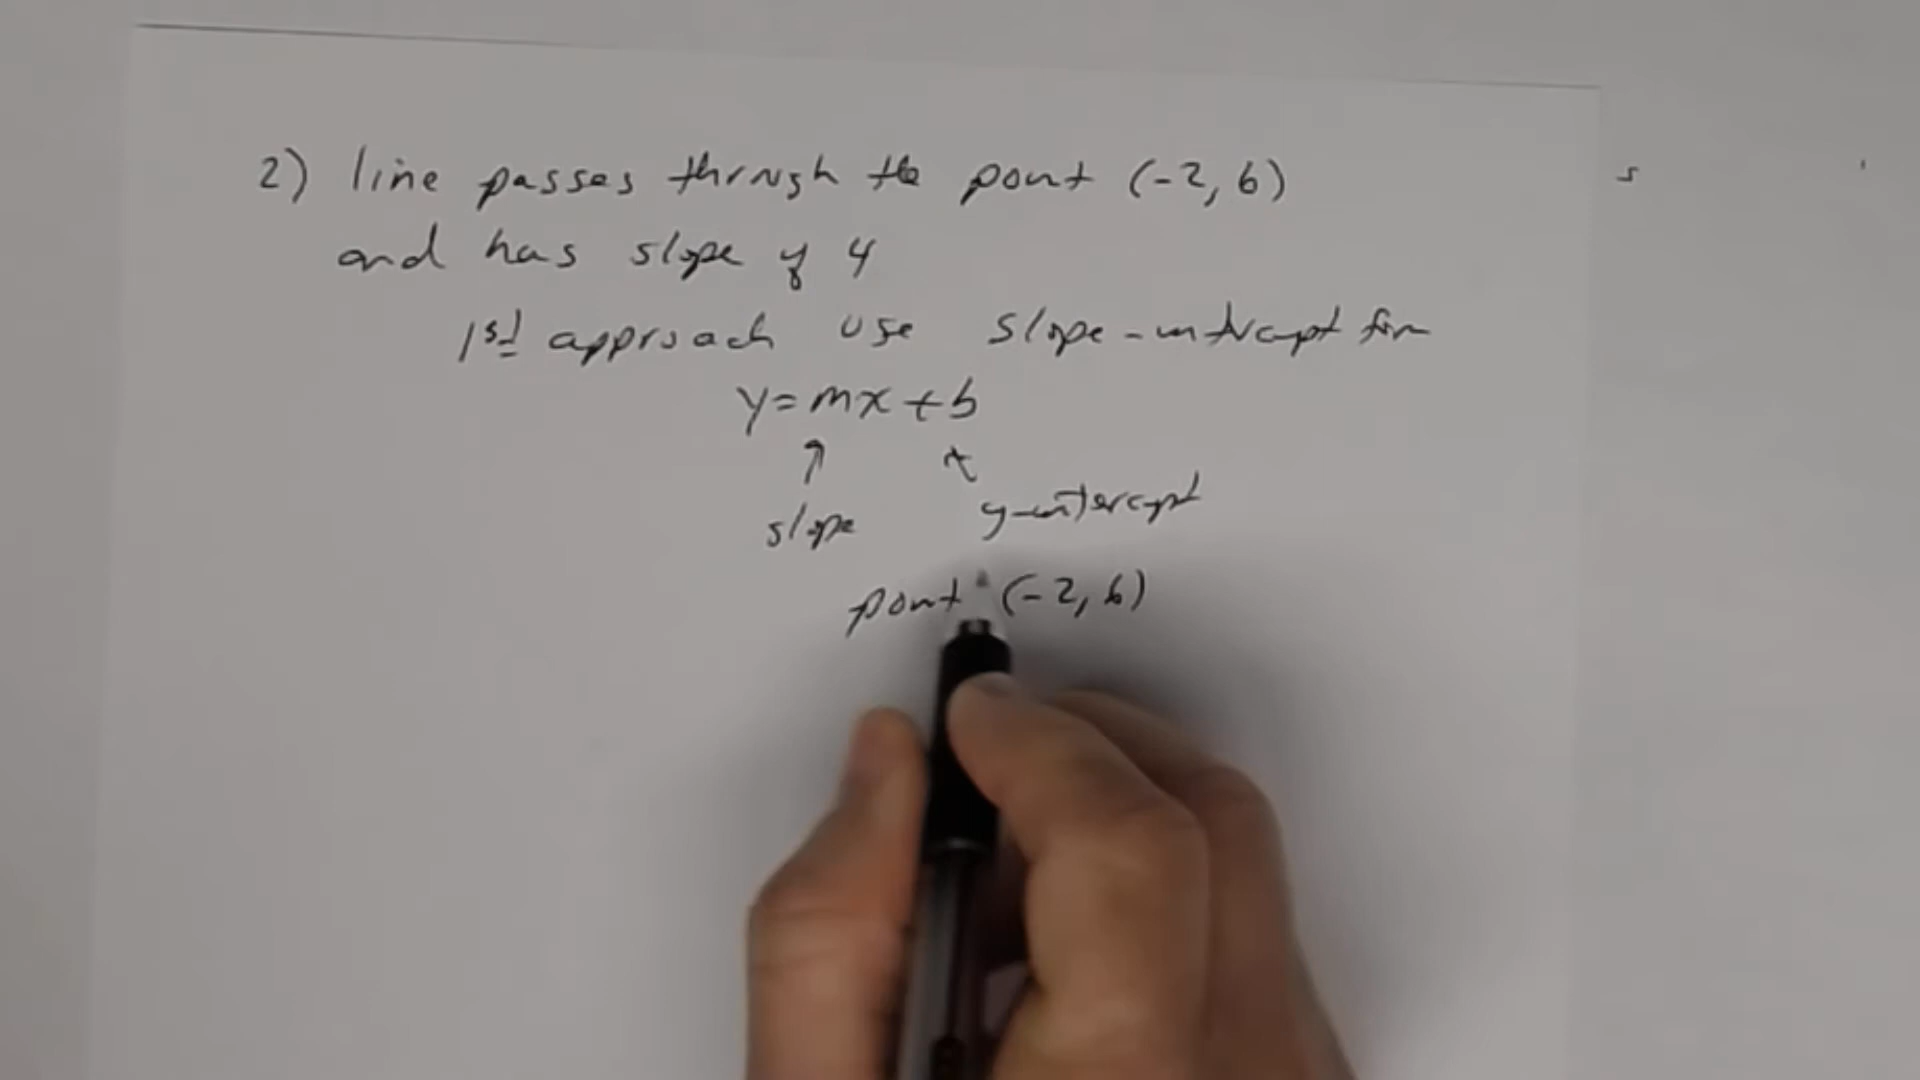 2) line passes through the point (-2, 6)
and has slope of 4
1st approach use slope-intercept form
y=mx+b
slope
y-intercept
point (-2, 6)